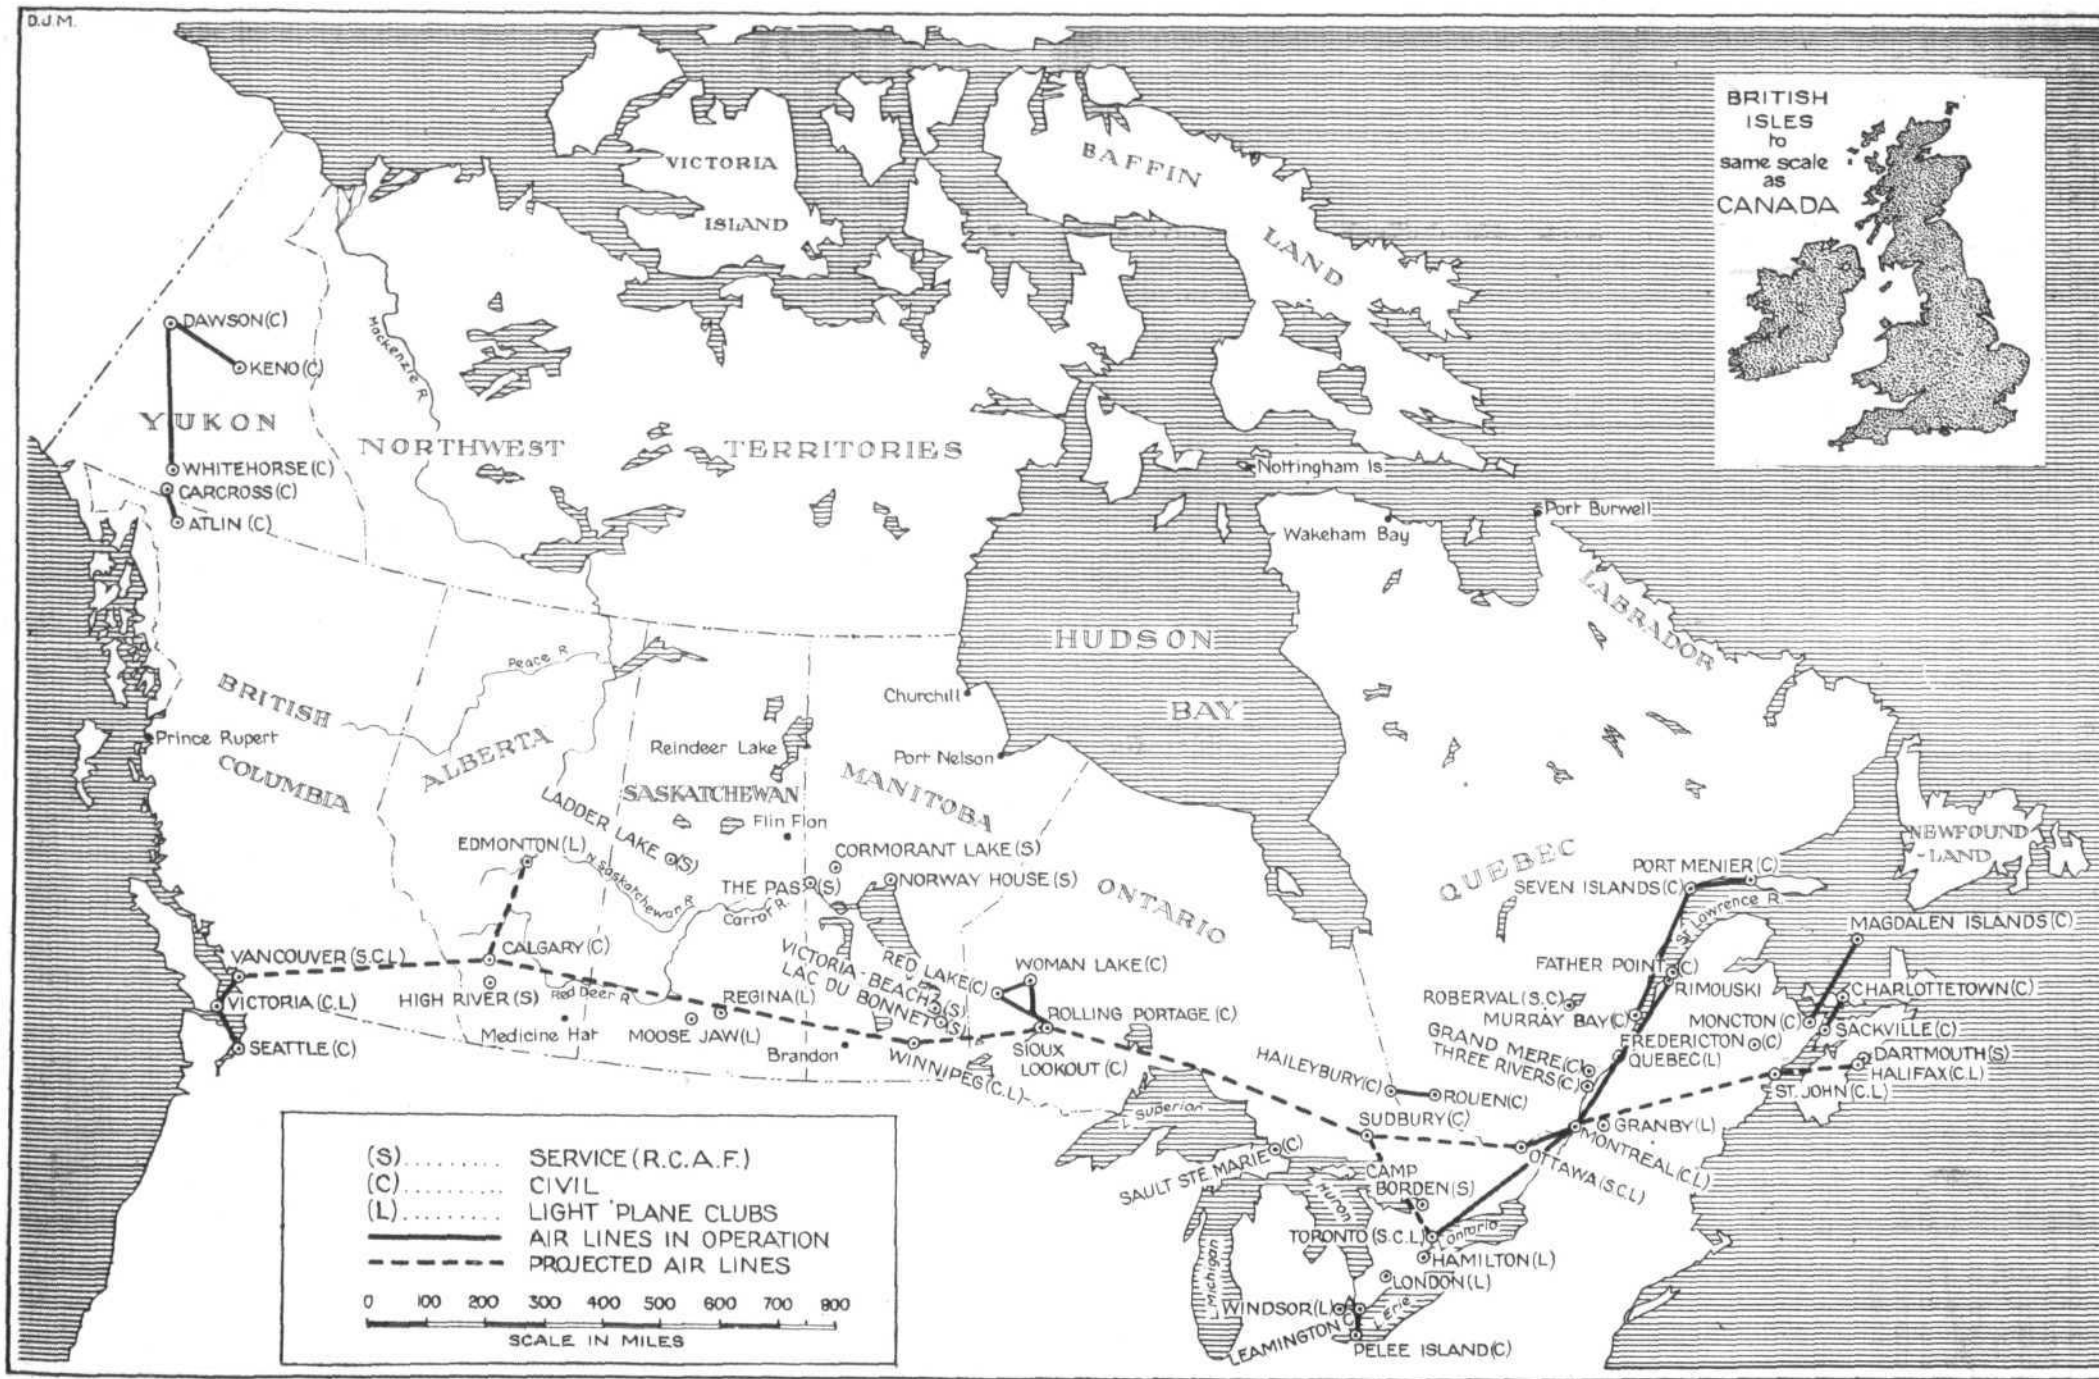 D.J.M.
BRITISH
ISLES
to
same scale
as
CANADA
VICTORIA
ISLAND
BAFFIN
LAND
DAWSON (C)
KENO (C)
Mackenzie R.
YUKON
NORTHWEST TERRITORIES
WHITEHORSE (C)
CARCROSS (C)
ATLIN (C)
Nottingham Is
Wakeham Bay
Port Burwell
LABRADOR
HUDSON
BAY
Peace R.
BRITISH
COLUMBIA
Prince Rupert
ALBERTA
Churchill
Reindeer Lake
Port Nelson
SASKATCHEWAN
MANITOBA
Flin Flon
LADDER LAKE (S)
EDMONTON (L)
N Saskatchewan R
CORMORANT LAKE (S)
THE PAS (S)
NORWAY HOUSE (S)
Carrot R.
ONTARIO
QUEBEC
NEWFOUND
-LAND
PORT MENIER (C)
SEVEN ISLANDS (C)
St Lawrence R.
MAGDALEN ISLANDS (C)
VANCOUVER (S.C.L)
CALGARY (C)
VICTORIA (C.L)
HIGH RIVER (S)
Red Deer R
REGINA (L)
VICTORIA-BEACH (S)
LAC DU BONNET (S)
RED LAKE (C)
WOMAN LAKE (C)
ROLLING PORTAGE (C)
SEATTLE (C)
Medicine Hat
MOOSE JAW (L)
Brandon
WINNIPEG (C.L)
SIOUX
LOOKOUT (C)
FATHER POINT (C)
RIMOUSKI
ROBERVAL (S.C)
MURRAY BAY (C)
CHARLOTTETOWN (C)
MONCTON (C)
SACKVILLE (C)
FREDERICTON (C)
GRAND MERE (C)
THREE RIVERS (C)
QUEBEC (L)
DARTMOUTH (S)
HALIFAX (C.L)
ST. JOHN (C.L)
HAILEYBURY (C)
ROUEN (C)
L Superior
SUDBURY (C)
GRANBY (L)
MONTREAL (C.L)
OTTAWA (S.C.L)
SAULT STE MARIE (C)
CAMP
BORDEN (S)
Huron
L. Michigan
TORONTO (S.C.L)
L Ontario
HAMILTON (L)
LONDON (L)
WINDSOR (L)
L Erie
LEAMINGTON C
PELEE ISLAND (C)
(S).......... SERVICE (R.C.A.F.)
(C).......... CIVIL
(L).......... LIGHT PLANE CLUBS
AIR LINES IN OPERATION
PROJECTED AIR LINES
0 100 200 300 400 500 600 700 800
SCALE IN MILES